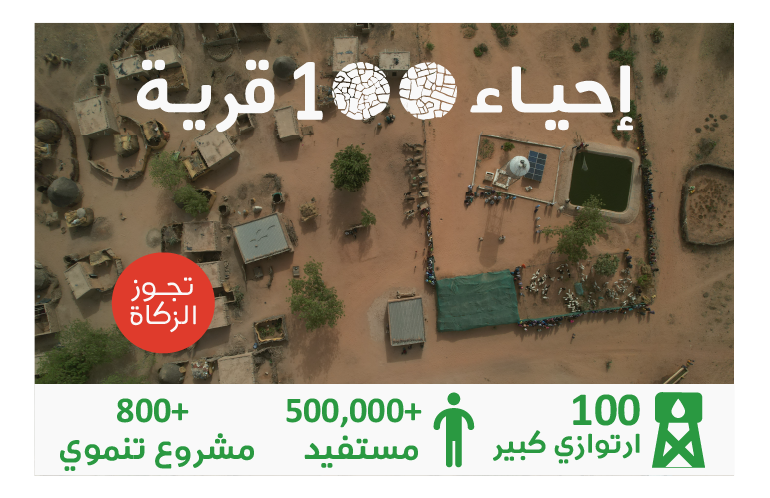 إحياء 100 قرية
تجوز
الزكاة
100
ارتوازي كبير
500,000+
مستفيد
800+
مشروع تنموي